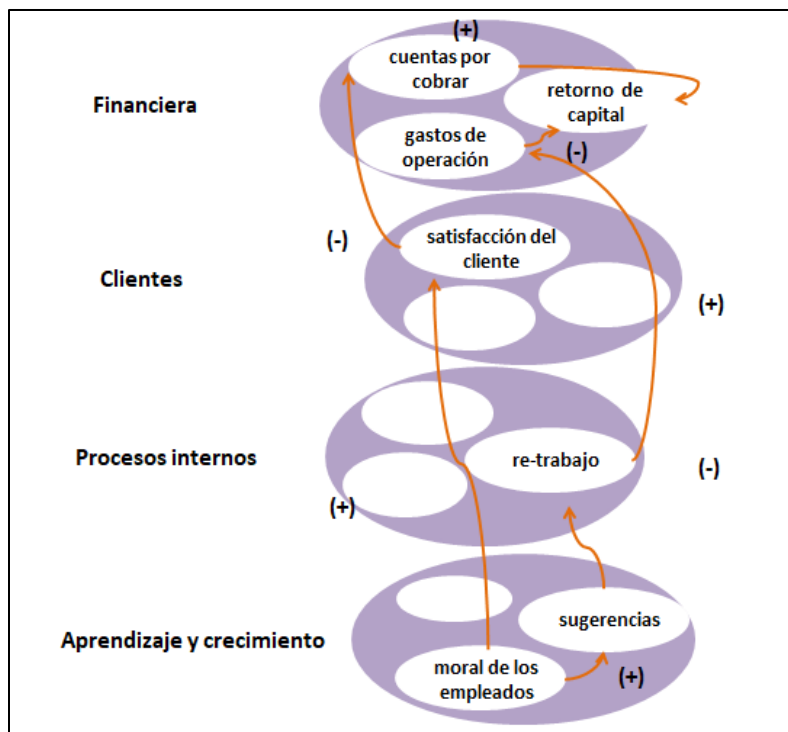 (+)
cuentas por
cobrar
Financiera
retorno de
capital
gastos de
operación
(-)
satisfacción del
cliente
(-)
Clientes
(+)
Procesos internos
re-trabajo
(-)
(+)
Aprendizaje y crecimiento
sugerencias
moral de los
empleados
(+)